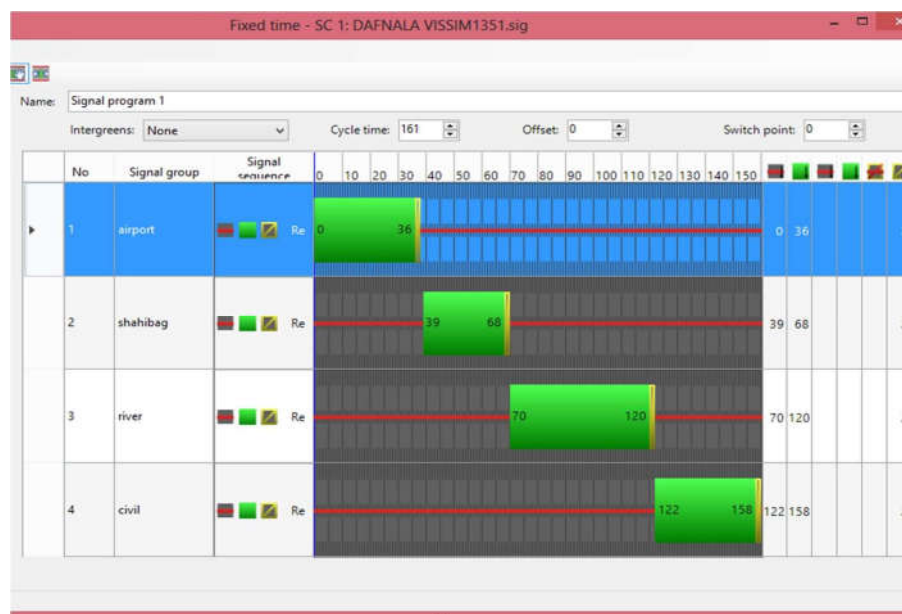 Fixed time - SC 1: DAFNALA VISSIM1351.sig
Name: Signal program 1
Intergreens: None Cycle time: 161 Offset: 0 Switch point: 0
No Signal group Signal sequence 0 10 20 30 40 50 60 70 80 90 100 110 120 130 140 150
1 airport Re 0 36 0 36
2 shahibag Re 39 68 39 68
3 river Re 70 120 70 120
4 civil Re 122 158 122 158